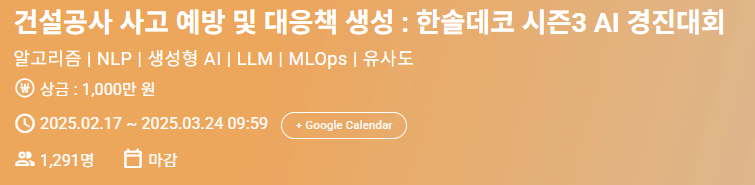 건설공사 사고 예방 및 대응책 생성 : 한솔데코 시즌3 AI 경진대회
알고리즘 | NLP | 생성형 AI | LLM | MLOps | 유사도
₩ 상금 : 1,000만 원
2025.02.17 ~ 2025.03.24 09:59 + Google Calendar
1,291명 마감